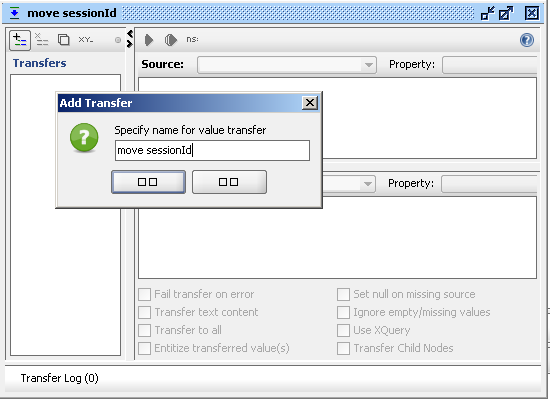 move sessionId
XY...
ns:
Transfers
Source:
Property:
Add Transfer
Specify name for value transfer
move sessionId
Property:
Fail transfer on error
Set null on missing source
Transfer text content
Ignore empty/missing values
Transfer to all
Use XQuery
Entitize transferred value(s)
Transfer Child Nodes
Transfer Log (0)